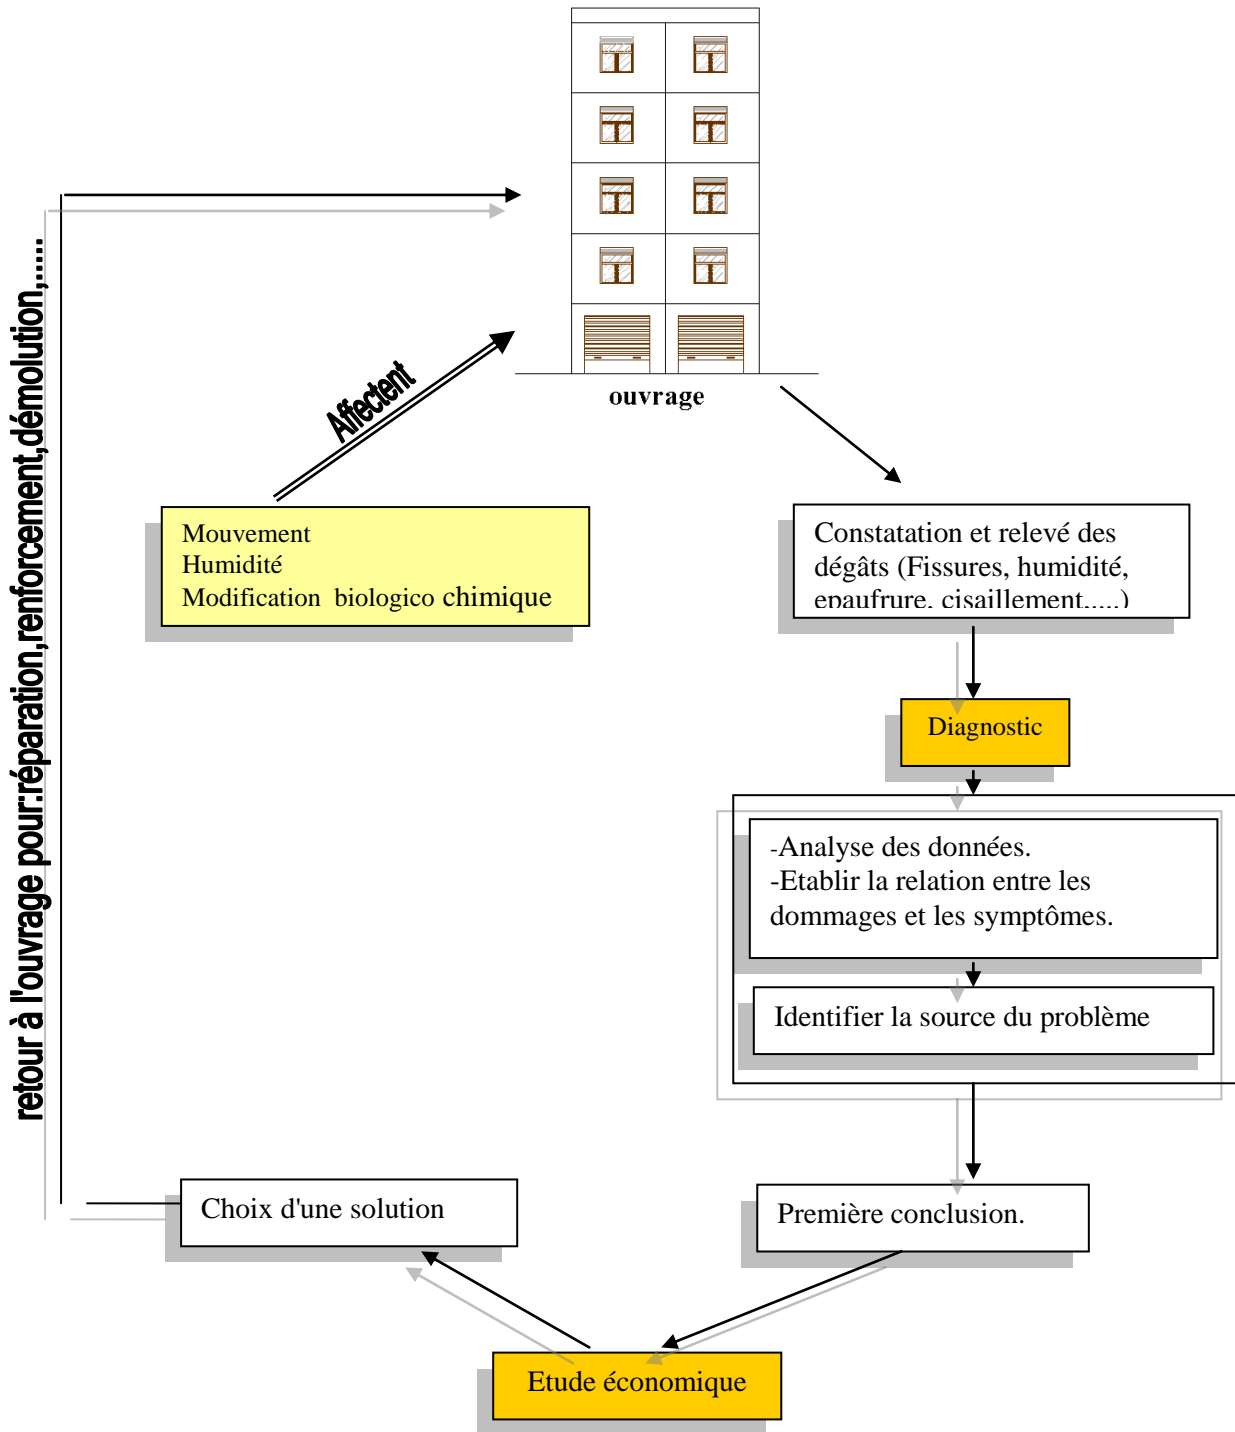 ouvrage
Affectent
Mouvement
Humidité
Modification biologico chimique
Constatation et relevé des
dégâts (Fissures, humidité,
epaufrure, cisaillement,....)
Diagnostic
-Analyse des données.
-Etablir la relation entre les
dommages et les symptômes.
Identifier la source du problème
Première conclusion.
Etude économique
Choix d'une solution
retour à l'ouvrage pour:réparation,renforcement,démolution,.....